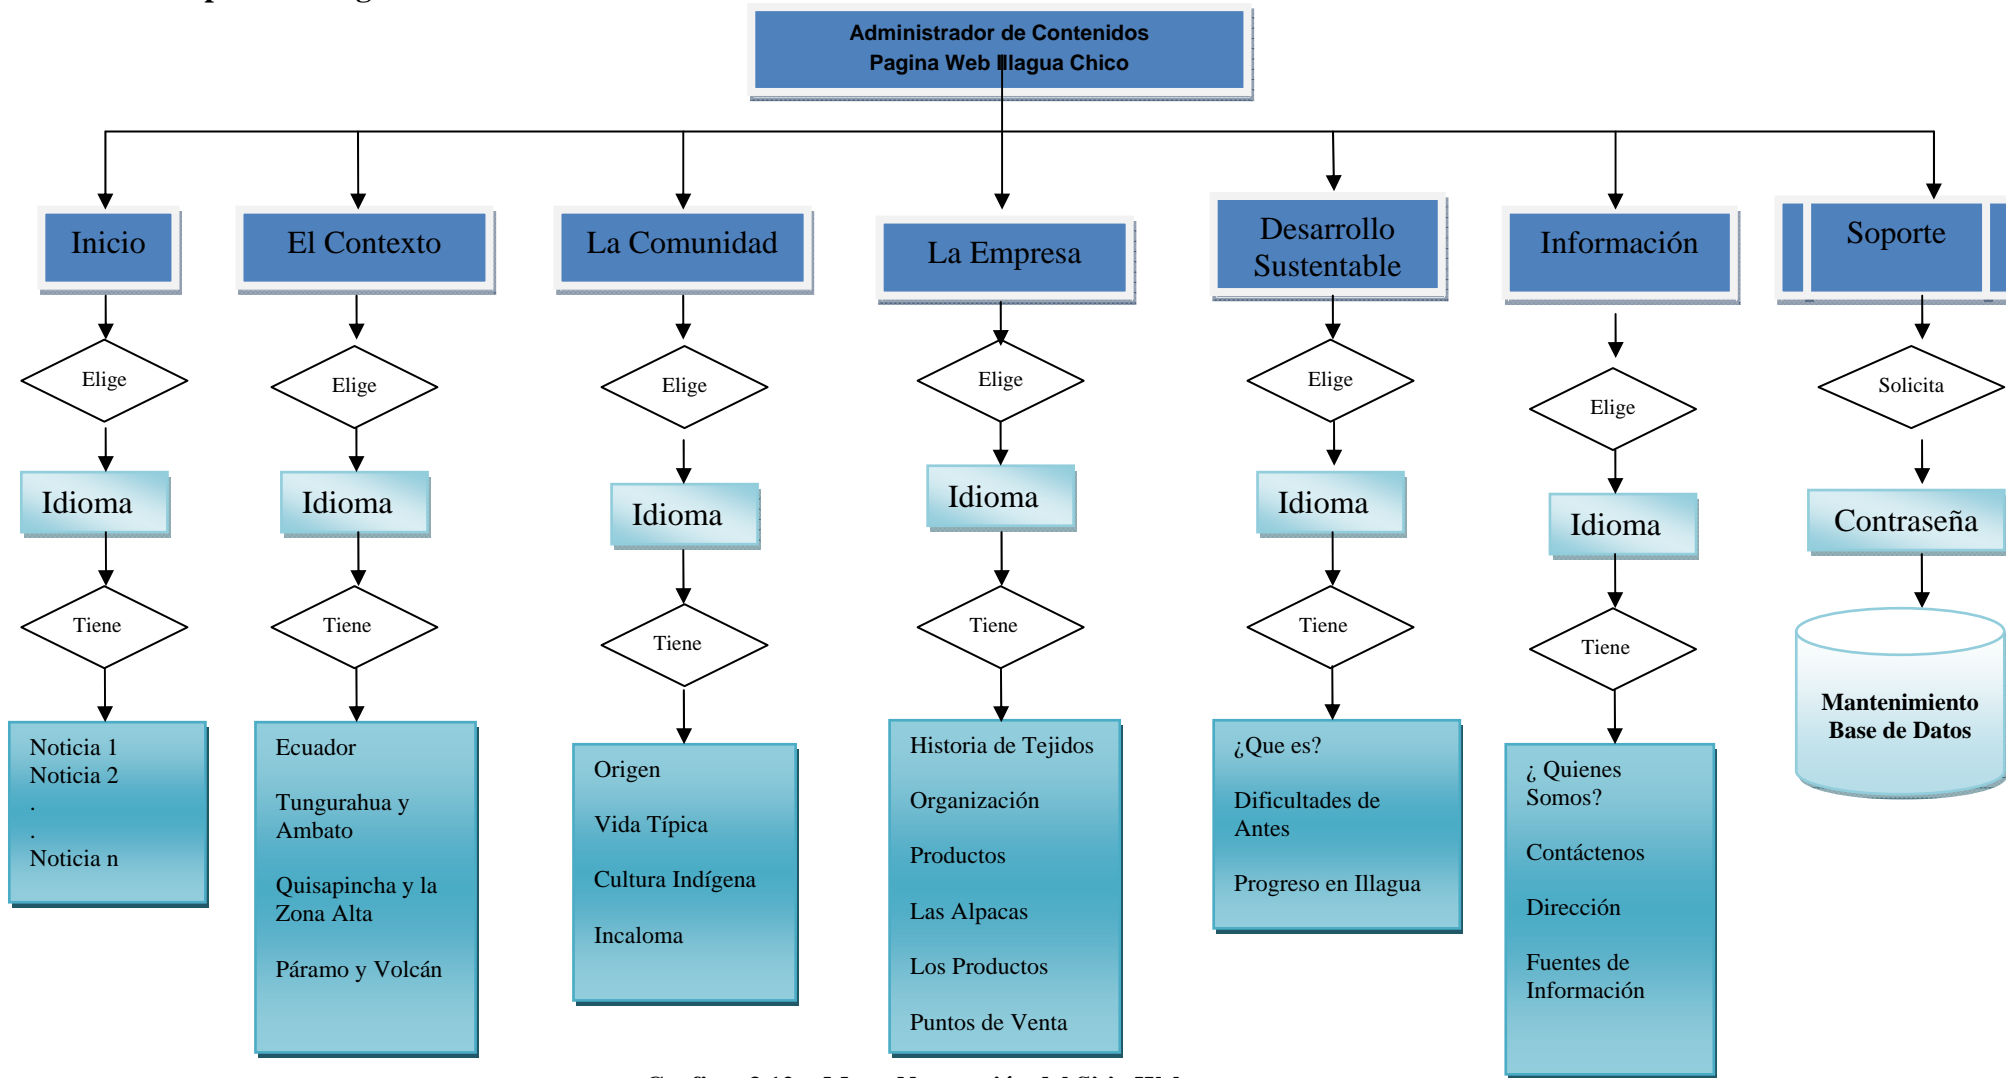 Administrador de Contenidos
Pagina Web Illagua Chico
Inicio
El Contexto
La Comunidad
La Empresa
Desarrollo
Sustentable
Información
Soporte
Elige
Elige
Elige
Elige
Elige
Elige
Solicita
Idioma
Idioma
Idioma
Idioma
Idioma
Idioma
Contraseña
Tiene
Tiene
Tiene
Tiene
Tiene
Tiene
Mantenimiento
Base de Datos
Noticia 1
Noticia 2
.
.
Noticia n
Ecuador
Tungurahua y
Ambato
Quisapincha y la
Zona Alta
Páramo y Volcán
Origen
Vida Típica
Cultura Indígena
Incaloma
Historia de Tejidos
Organización
Productos
Las Alpacas
Los Productos
Puntos de Venta
¿Que es?
Dificultades de
Antes
Progreso en Illagua
¿ Quienes
Somos?
Contáctenos
Dirección
Fuentes de
Información